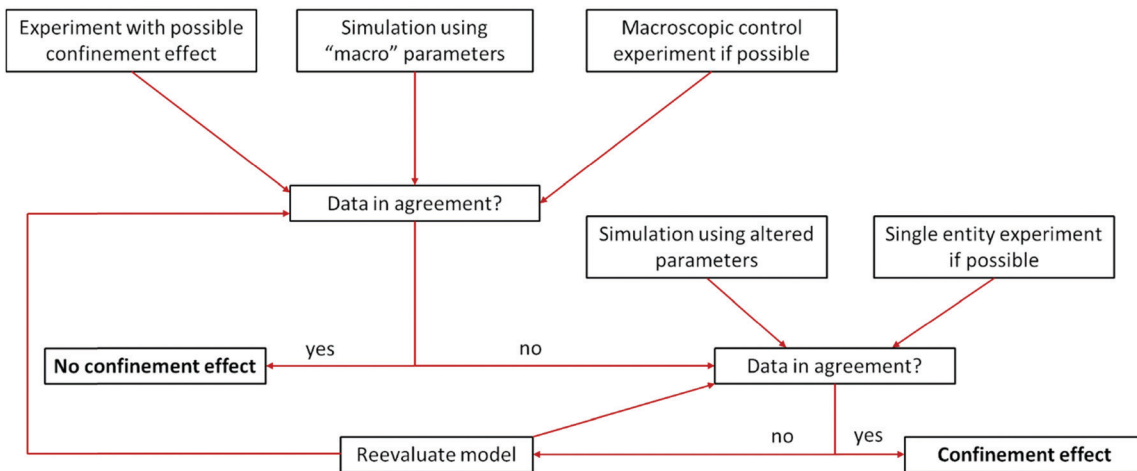 Experiment with possible
confinement effect
Simulation using
“macro” parameters
Macroscopic control
experiment if possible
Data in agreement?
Simulation using altered
parameters
Single entity experiment
if possible
yes
no
No confinement effect
Data in agreement?
no
yes
Reevaluate model
Confinement effect